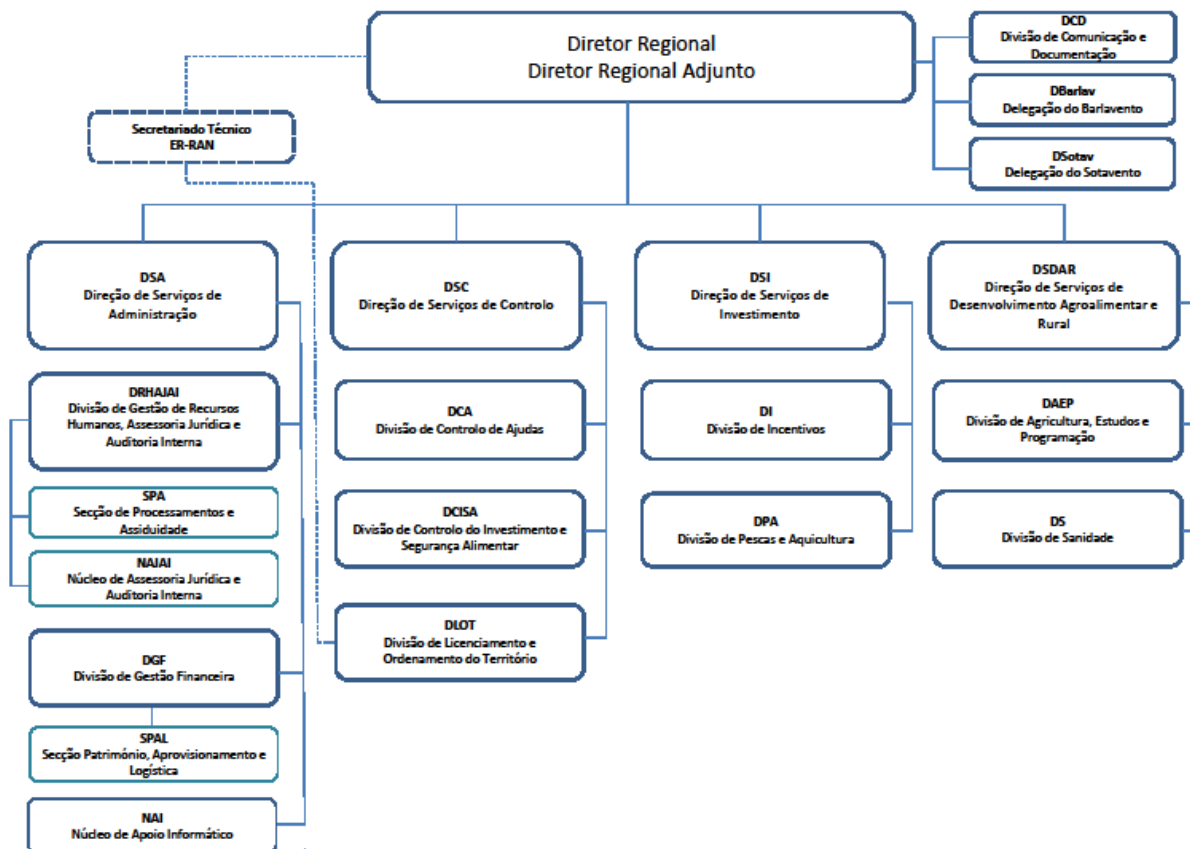 Diretor Regional
Diretor Regional Adjunto
DCD
Divisão de Comunicação e
Documentação
DBarlav
Delegação do Barlavento
DSotav
Delegação do Sotavento
Secretariado Técnico
ER-RAN
DSA
Direção de Serviços de
Administração
DRHAJAI
Divisão de Gestão de Recursos
Humanos, Assessoria Jurídica e
Auditoria Interna
SPA
Secção de Processamentos e
Assiduidade
NAJAI
Núcleo de Assessoria Jurídica e
Auditoria Interna
DGF
Divisão de Gestão Financeira
SPAL
Secção Património, Aprovisionamento e
Logística
NAI
Núcleo de Apoio Informático
DSC
Direção de Serviços de Controlo
DCA
Divisão de Controlo de Ajudas
DCISA
Divisão de Controlo do Investimento e
Segurança Alimentar
DLOT
Divisão de Licenciamento e
Ordenamento do Território
DSI
Direção de Serviços de
Investimento
DI
Divisão de Incentivos
DPA
Divisão de Pescas e Aquicultura
DSDAR
Direção de Serviços de
Desenvolvimento Agroalimentar e
Rural
DAEP
Divisão de Agricultura, Estudos e
Programação
DS
Divisão de Sanidade